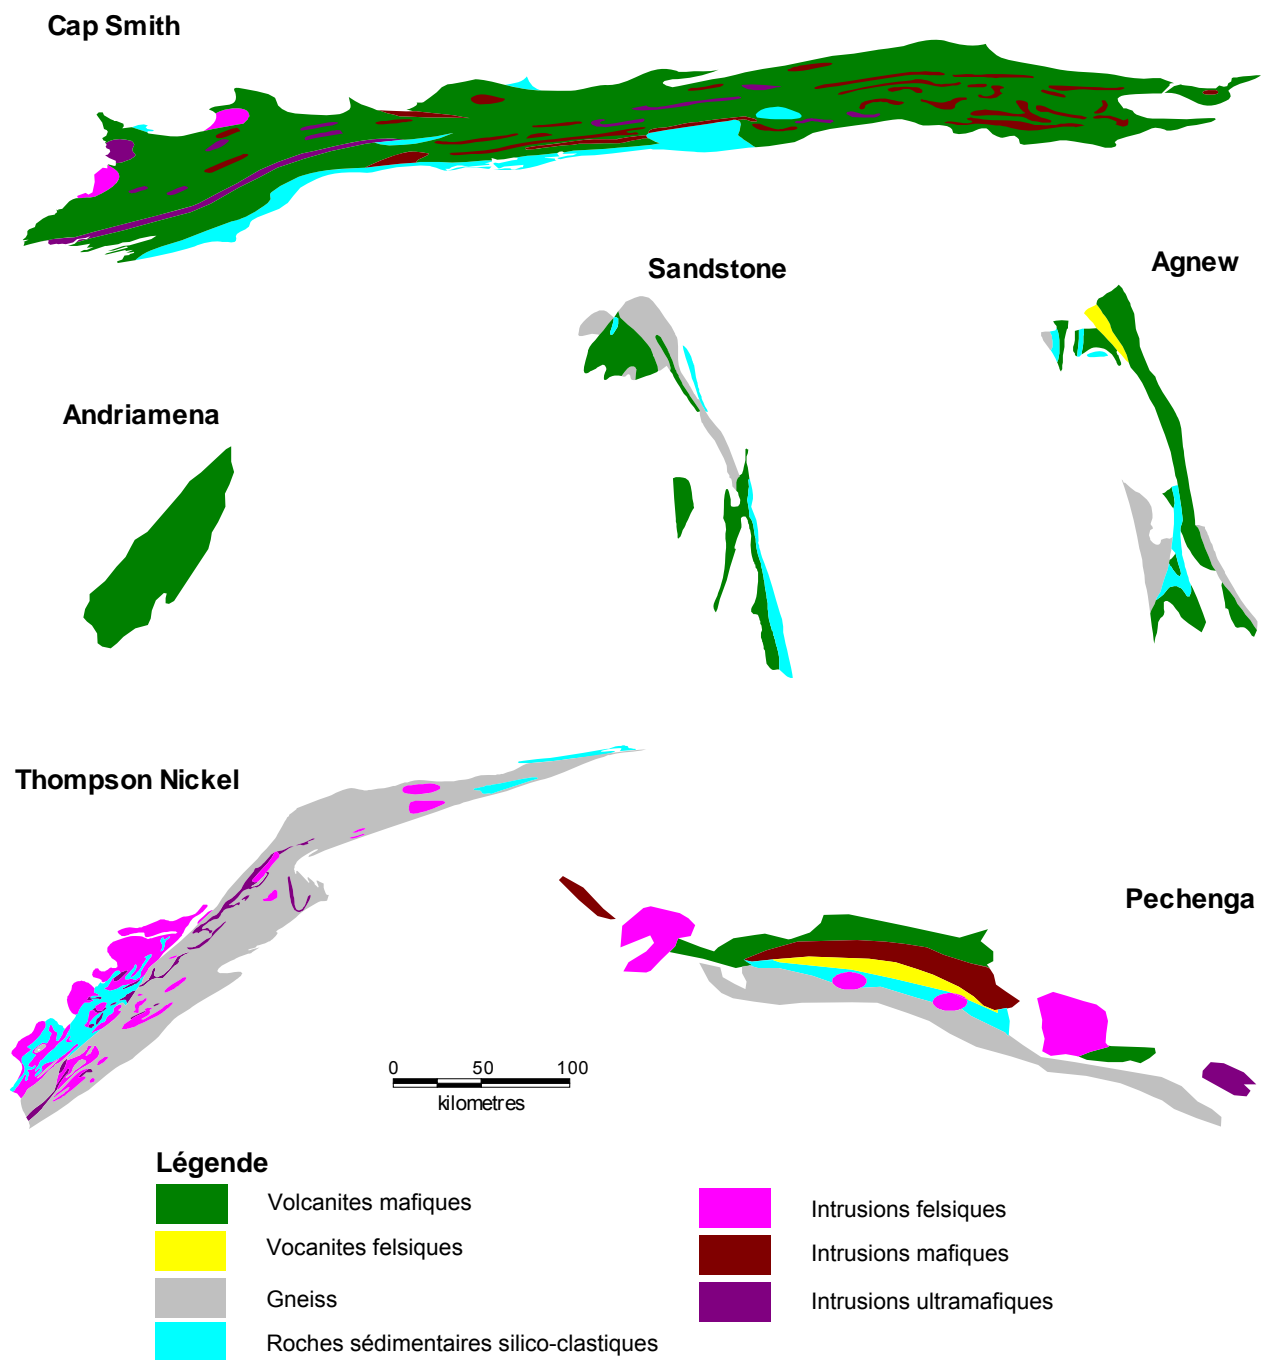 Cap Smith
Sandstone
Agnew
Andriamena
Thompson Nickel
Pechenga
0 50 100
kilometres
Légende
Volcanites mafiques
Vocanites felsiques
Gneiss
Roches sédimentaires silico-clastiques
Intrusions felsiques
Intrusions mafiques
Intrusions ultramafiques